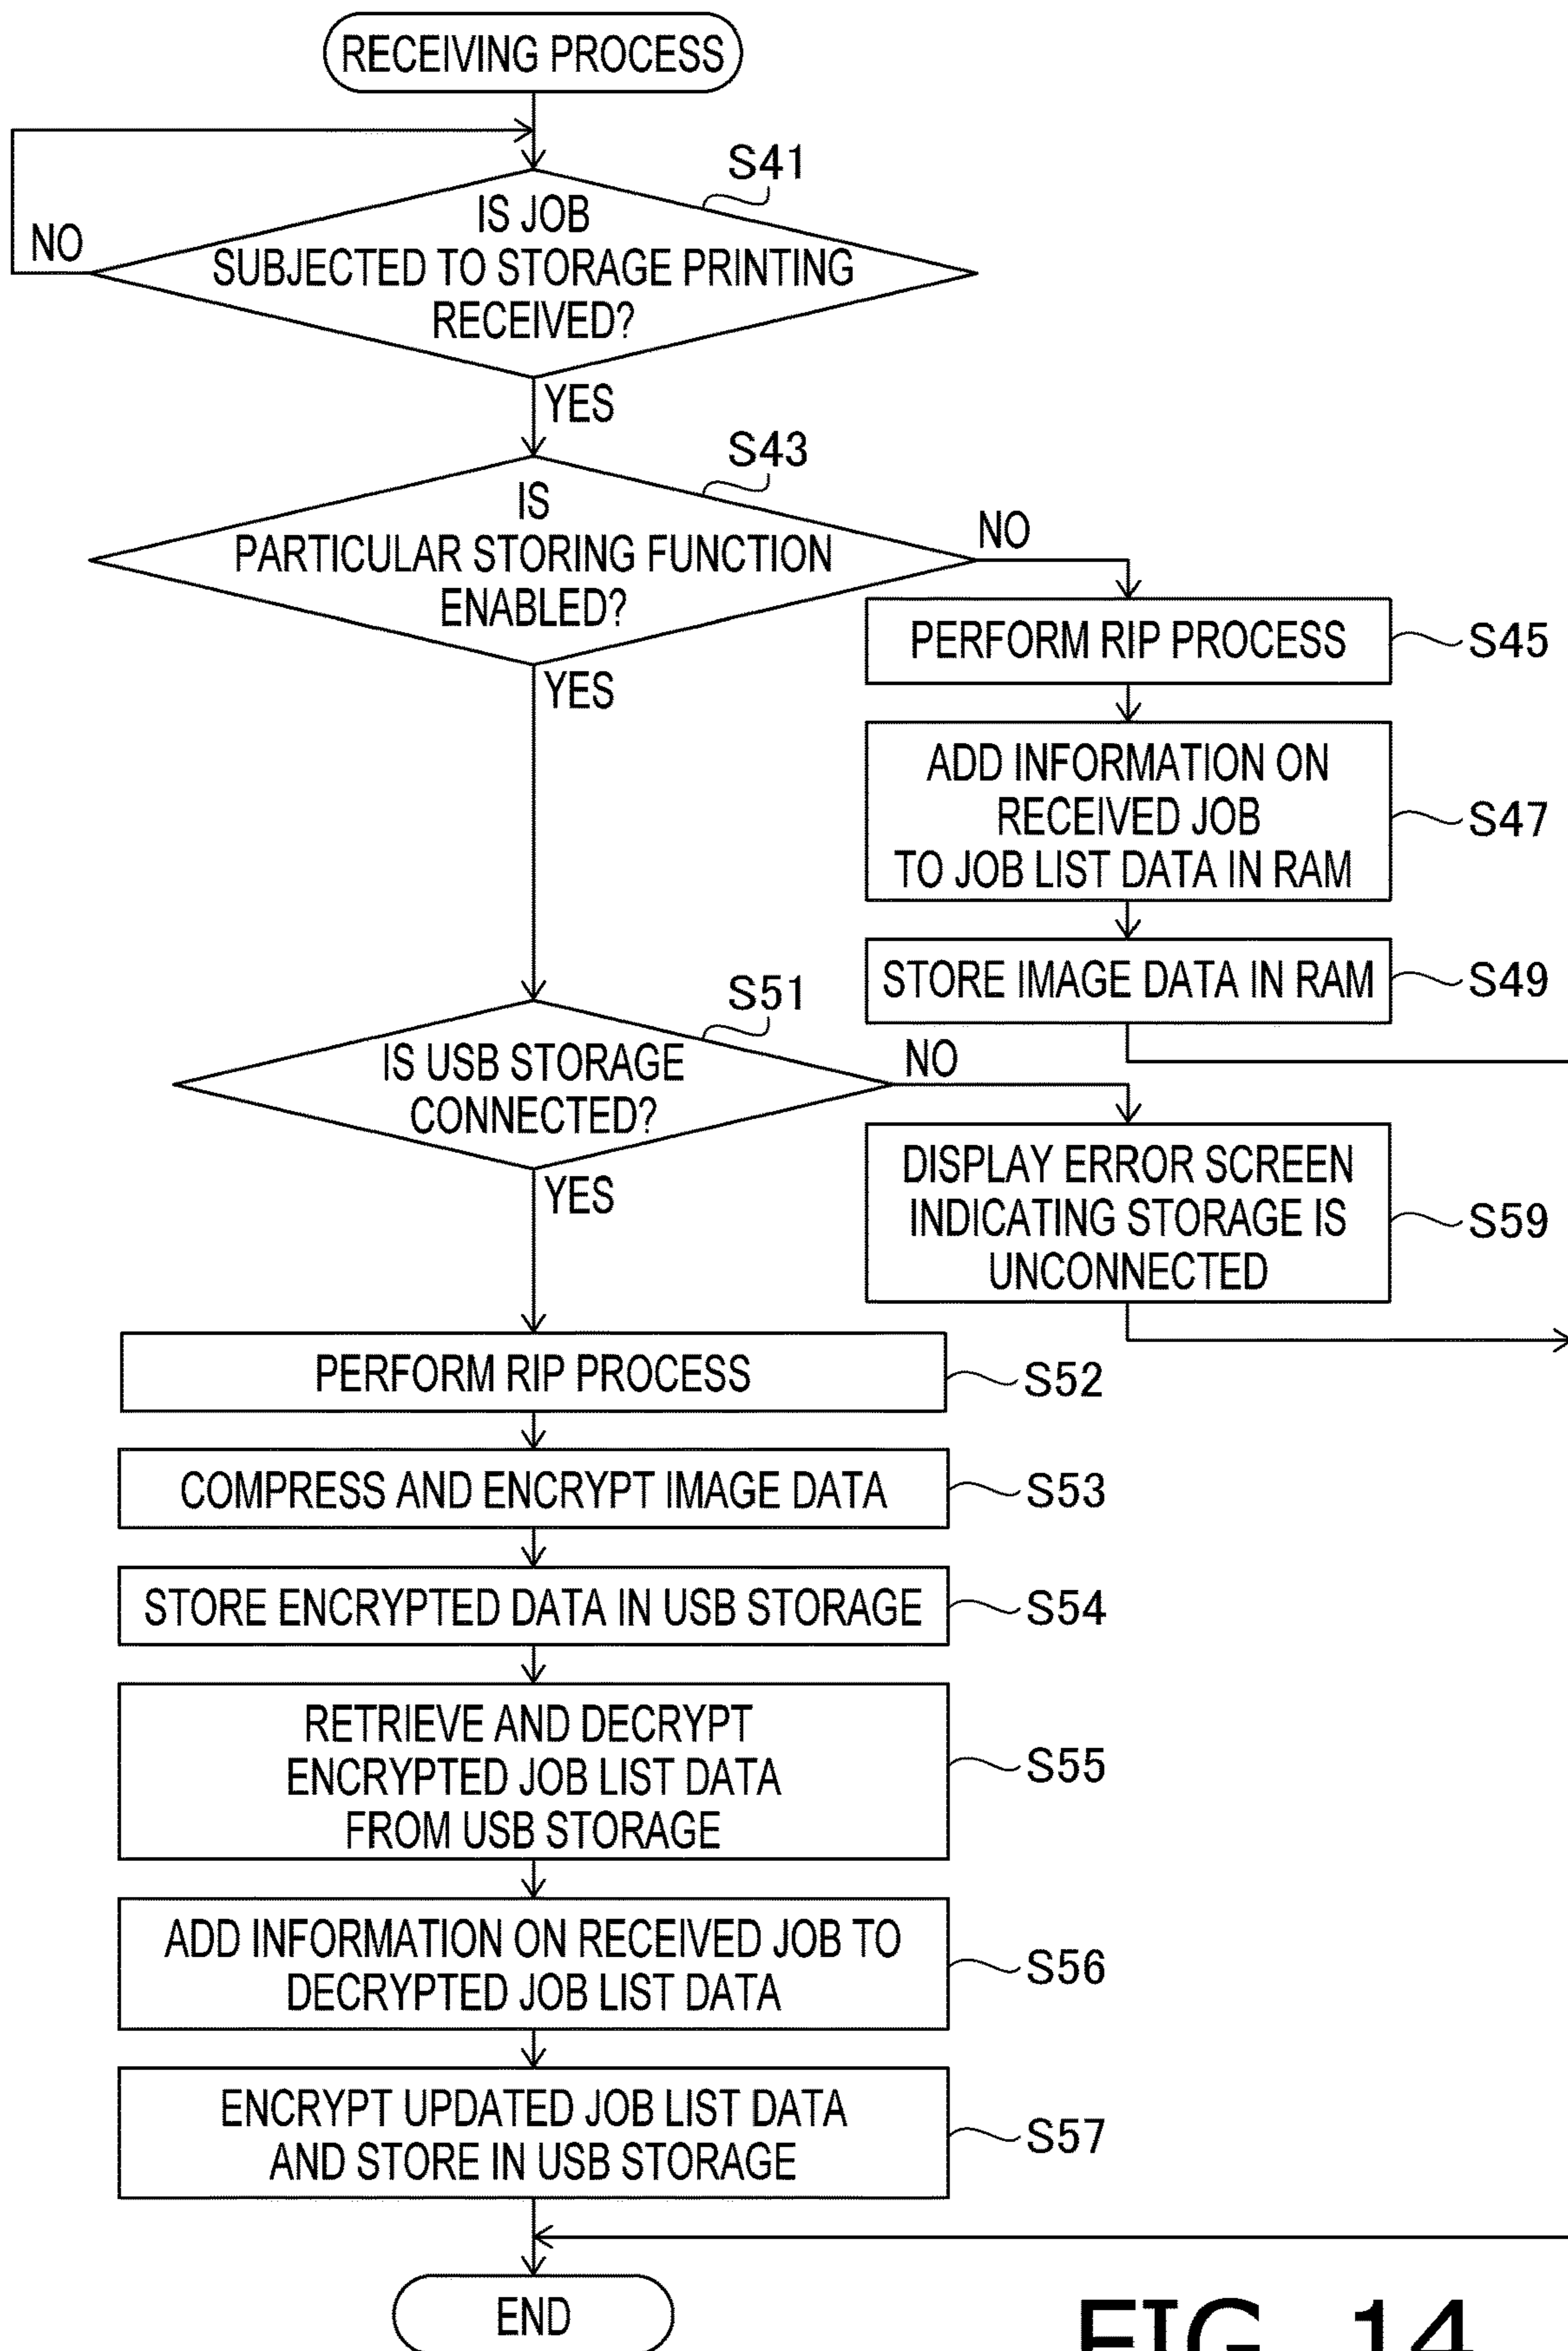 RECEIVING PROCESS
S41
IS JOB
SUBJECTED TO STORAGE PRINTING
RECEIVED?
NO
YES
S43
IS
PARTICULAR STORING FUNCTION
ENABLED?
NO
YES
PERFORM RIP PROCESS
S45
ADD INFORMATION ON
RECEIVED JOB
TO JOB LIST DATA IN RAM
S47
STORE IMAGE DATA IN RAM
S49
S51
IS USB STORAGE
CONNECTED?
NO
YES
DISPLAY ERROR SCREEN
INDICATING STORAGE IS
UNCONNECTED
S59
PERFORM RIP PROCESS
S52
COMPRESS AND ENCRYPT IMAGE DATA
S53
STORE ENCRYPTED DATA IN USB STORAGE
S54
RETRIEVE AND DECRYPT
ENCRYPTED JOB LIST DATA
FROM USB STORAGE
S55
ADD INFORMATION ON RECEIVED JOB TO
DECRYPTED JOB LIST DATA
S56
ENCRYPT UPDATED JOB LIST DATA
AND STORE IN USB STORAGE
S57
END
FIG. 14